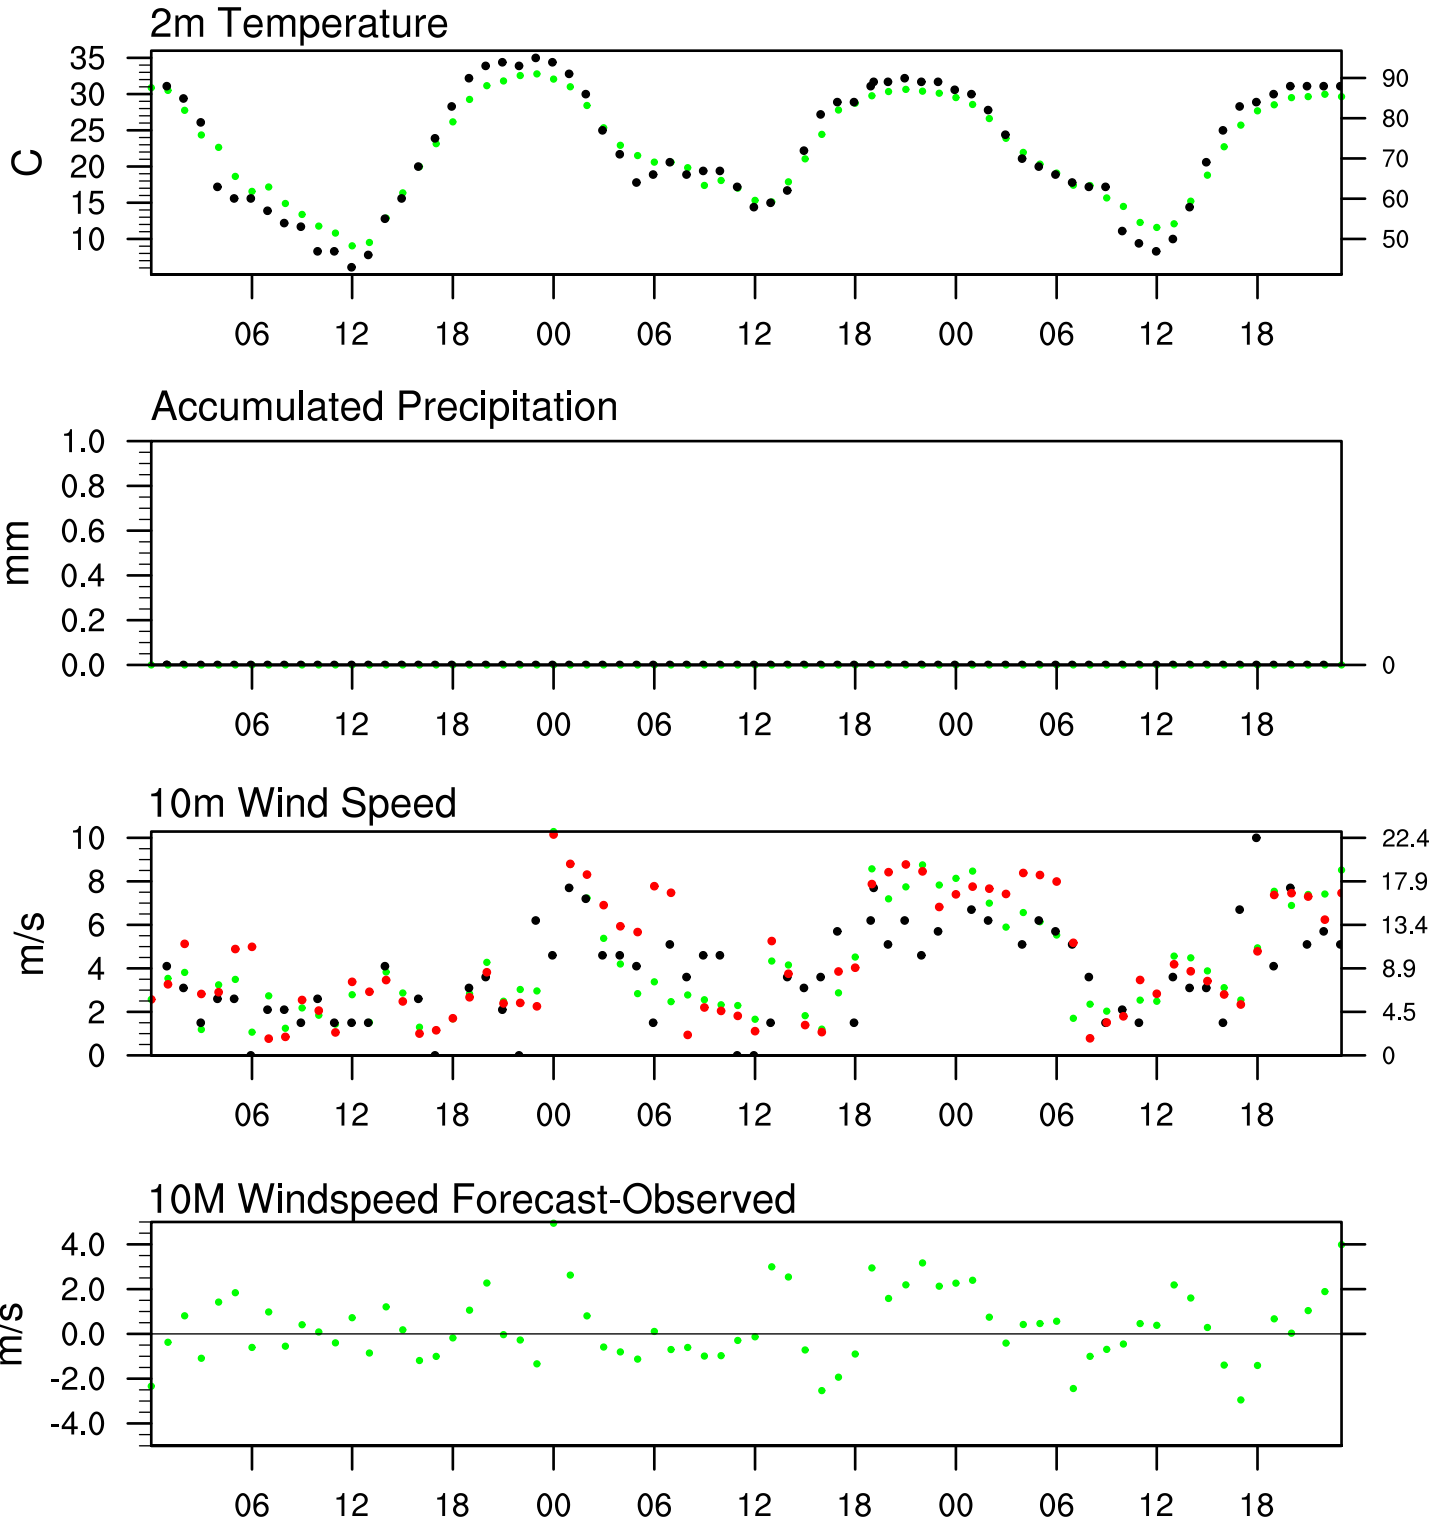 2m Temperature
35
30
25
20
15
10
C
90
80
70
60
50
06 12 18 00 06 12 18 00 06 12 18
Accumulated Precipitation
1.0
0.8
0.6
0.4
0.2
0.0
mm
0
06 12 18 00 06 12 18 00 06 12 18
10m Wind Speed
10
8
6
4
2
0
m/s
22.4
17.9
13.4
8.9
4.5
0
06 12 18 00 06 12 18 00 06 12 18
10M Windspeed Forecast-Observed
4.0
2.0
0.0
-2.0
-4.0
m/s
06 12 18 00 06 12 18 00 06 12 18